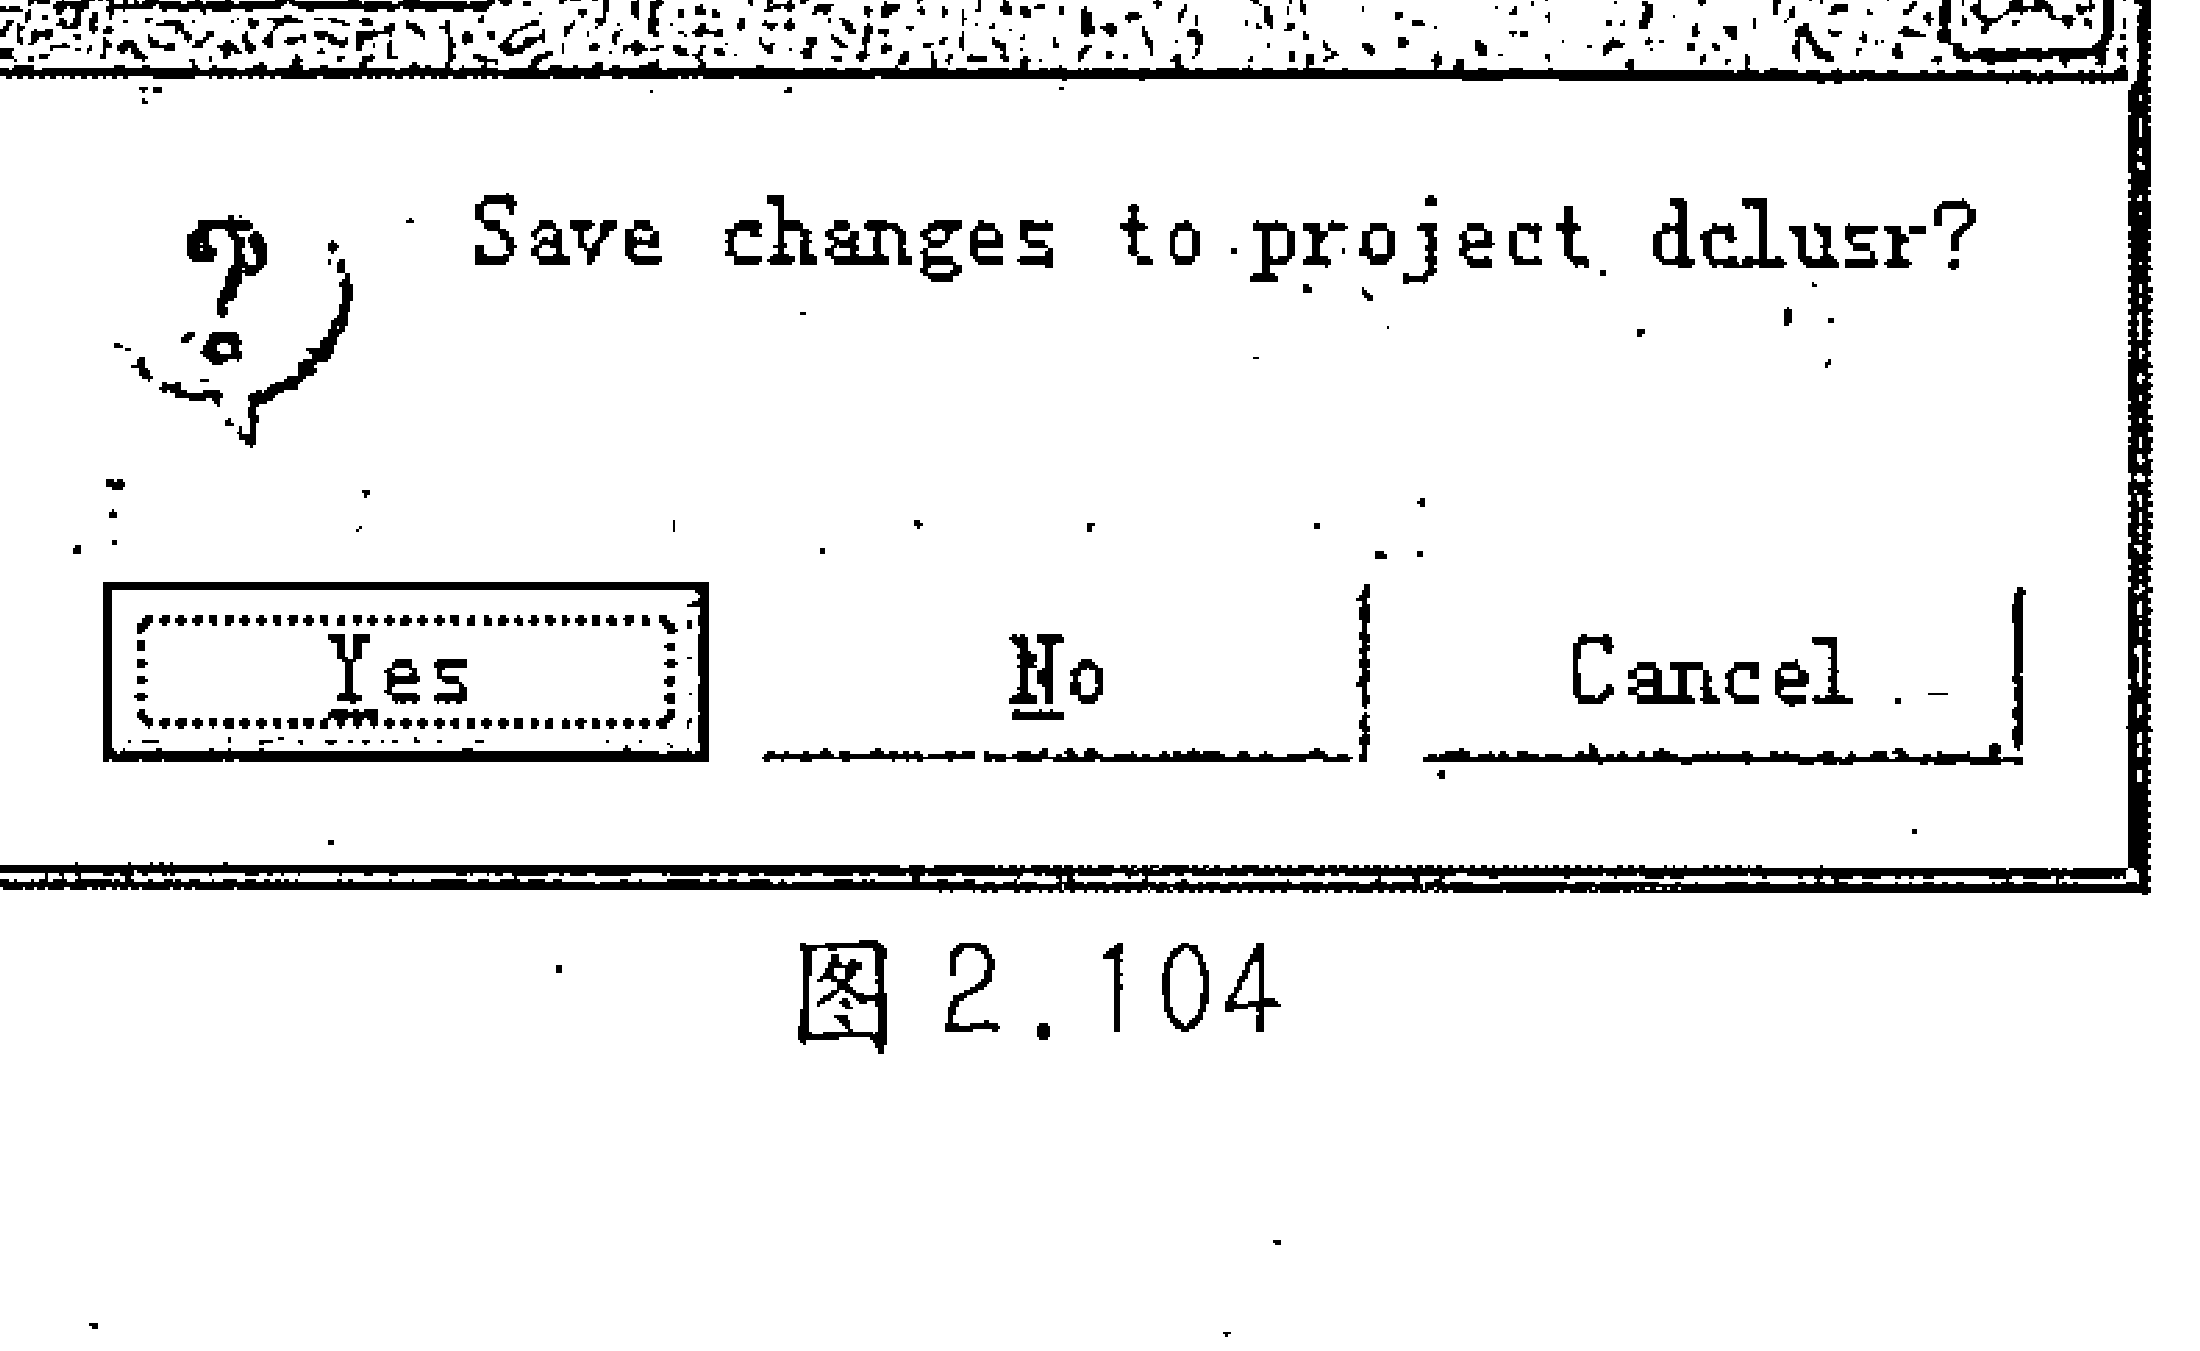 Save changes to project dclusr?
Yes
No
Cancel
图 2.104